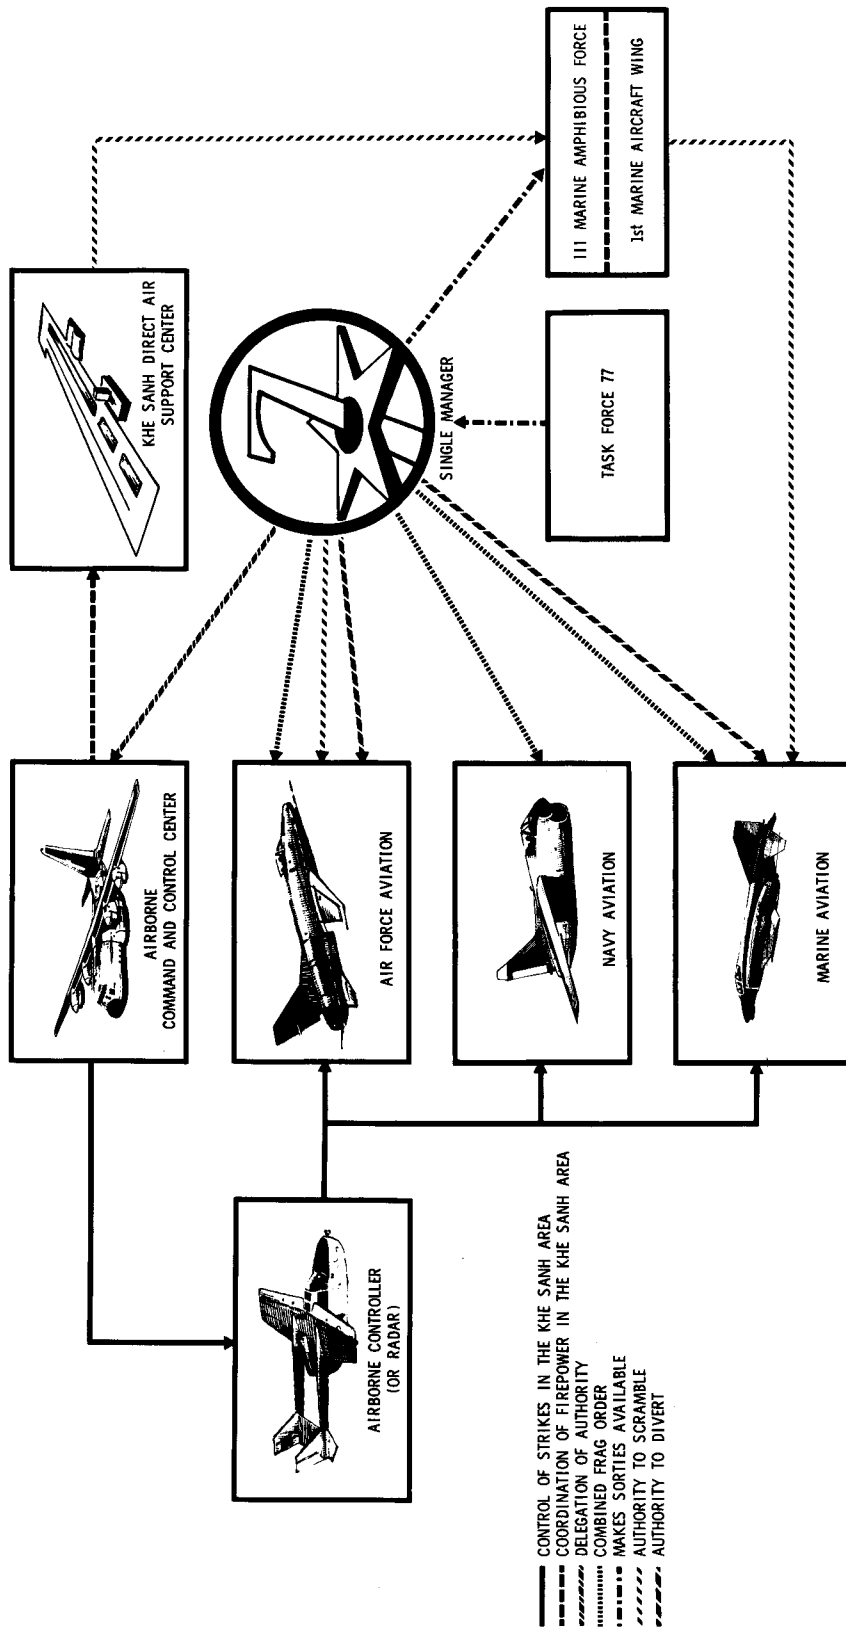 AIRBORNE CONTROLLER
(OR RADAR)
AIRBORNE
COMMAND AND CONTROL CENTER
KHE SANH DIRECT AIR
SUPPORT CENTER
AIR FORCE AVIATION
7
SINGLE MANAGER
NAVY AVIATION
TASK FORCE 77
III MARINE AMPHIBIOUS FORCE
1st MARINE AIRCRAFT WING
MARINE AVIATION
CONTROL OF STRIKES IN THE KHE SANH AREA
COORDINATION OF FIREPOWER IN THE KHE SANH AREA
DELEGATION OF AUTHORITY
COMBINED FRAG ORDER
MAKES SORTIES AVAILABLE
AUTHORITY TO SCRAMBLE
AUTHORITY TO DIVERT